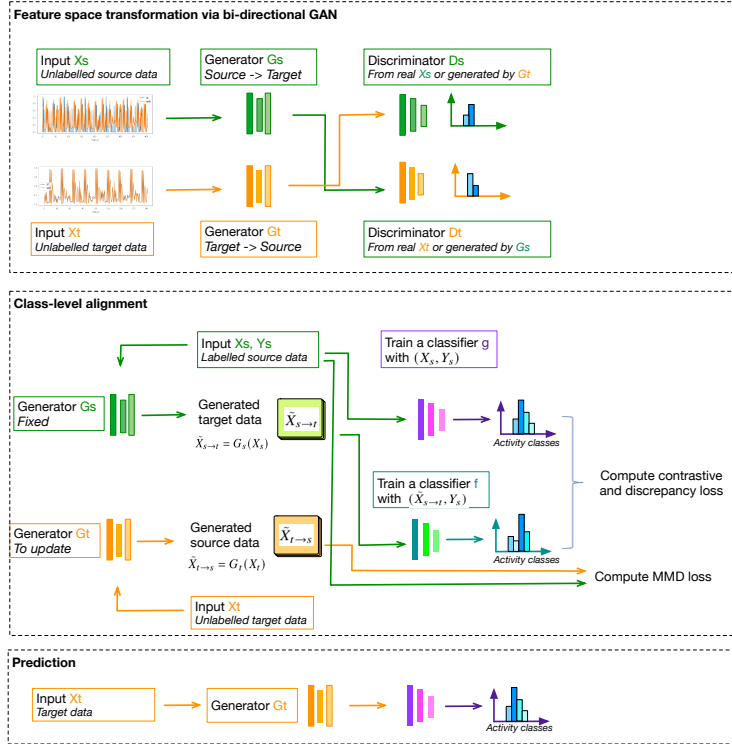 Feature space transformation via bi-directional GAN
Input Xs
Unlabelled source data
Generator Gs
Source -> Target
Discriminator Ds
From real Xs or generated by Gt
Input Xt
Unlabelled target data
Generator Gt
Target -> Source
Discriminator Dt
From real Xt or generated by Gs
Class-level alignment
Input Xs, Ys
Labelled source data
Train a classifier g
with (Xₛ, Yₛ)
Generator Gs
Fixed
Generated
target data
X̃ₛ→ₜ = Gₛ(Xₛ)
X̃ₛ→ₜ
Activity classes
Train a classifier f
with (X̃ₛ→ₜ, Yₛ)
Compute contrastive
and discrepancy loss
Generator Gt
To update
Generated
source data
X̃ₜ→ₛ = Gₜ(Xₜ)
X̃ₜ→ₛ
Activity classes
Compute MMD loss
Input Xt
Unlabelled target data
Prediction
Input Xt
Target data
Generator Gt
Activity classes